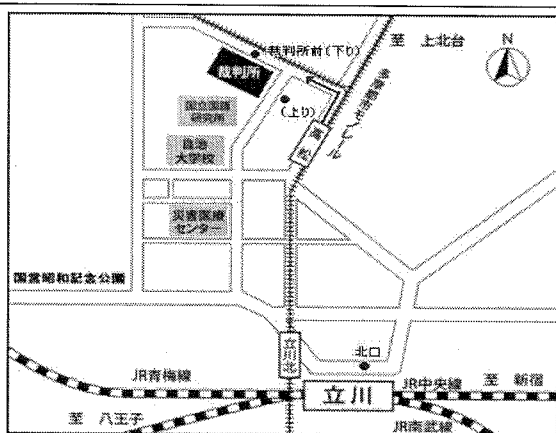 裁判所前(下り)
至 上北台
N
裁判所
国立国語
研究所
(上り)
多摩都市モノレール
高松
自治
大学校
災害医療
センター
国営昭和記念公園
立川北
北口
JR青梅線
立川
JR中央線
至 新宿
至 八王子
JR南武線